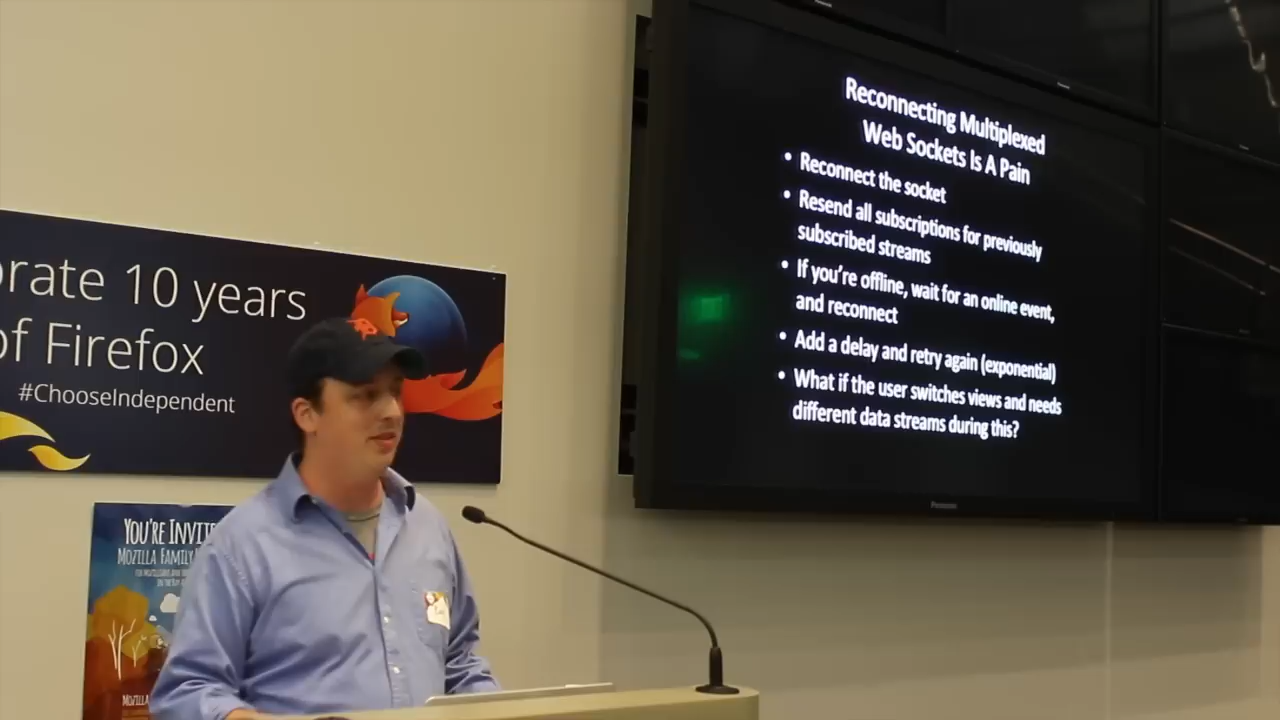 Reconnecting Multiplexed
Web Sockets Is A Pain
• Reconnect the socket
• Resend all subscriptions for previously
subscribed streams
• If you're offline, wait for an online event,
and reconnect
• Add a delay and retry again (exponential)
• What if the user switches views and needs
different data streams during this?
Panasonic
10 years
of Firefox
#ChooseIndependent
YOU'RE
MOZILLA FAMILY